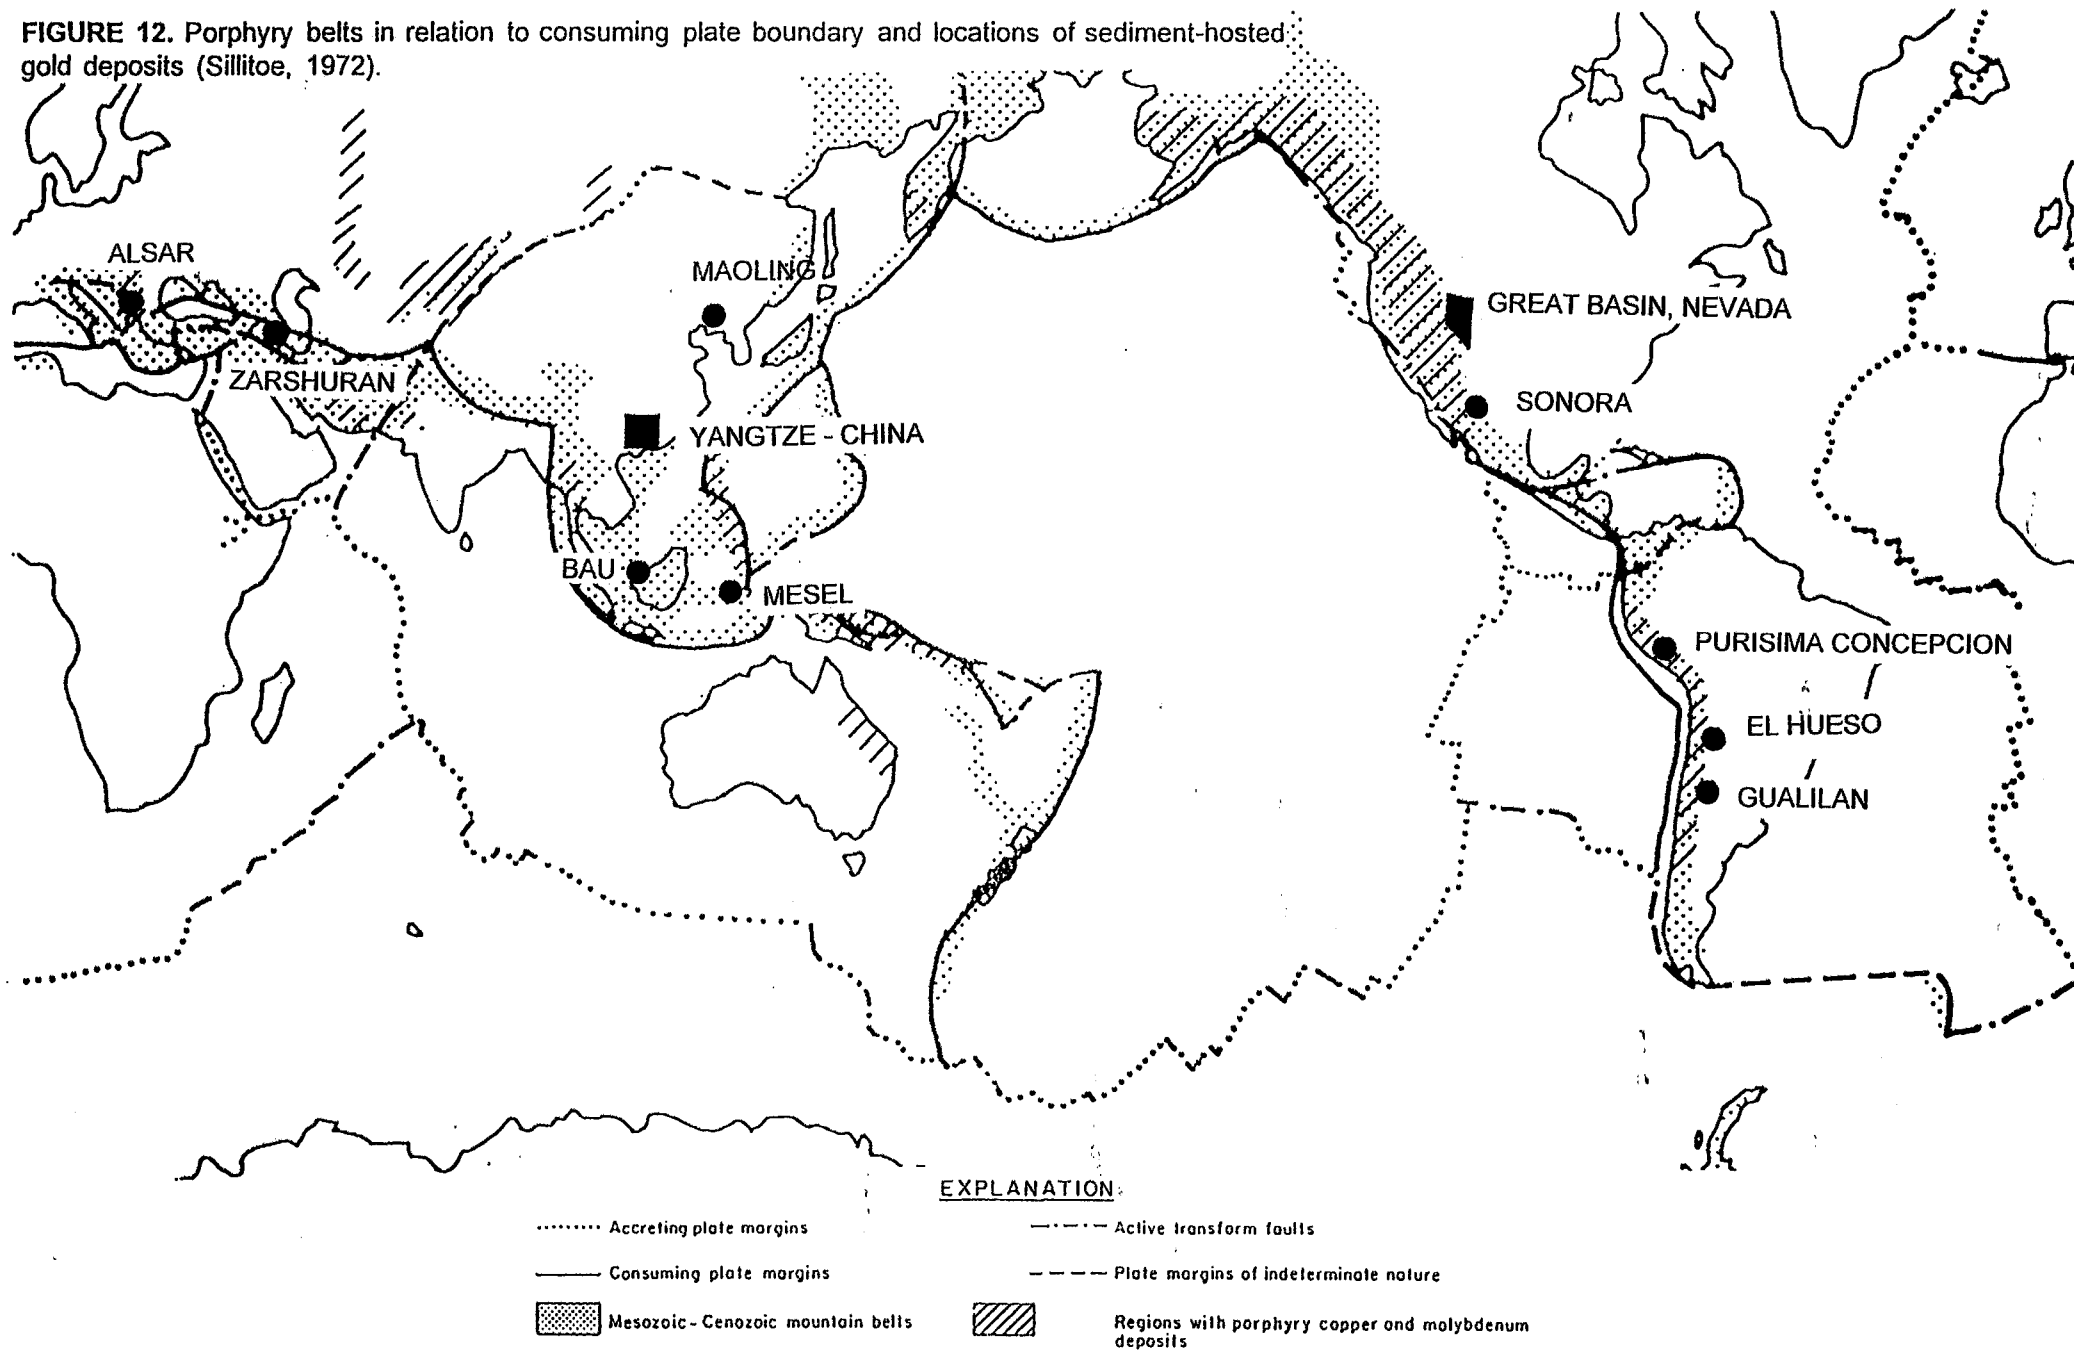 FIGURE 12. Porphyry belts in relation to consuming plate boundary and locations of sediment-hosted
gold deposits (Sillitoe, 1972).
ALSAR
MAOLING
GREAT BASIN, NEVADA
ZARSHURAN
SONORA
YANGTZE - CHINA
BAU
MESEL
PURISIMA CONCEPCION
EL HUESO
GUALILAN
EXPLANATION
Accreting plate margins
Active transform faults
Consuming plate margins
Plate margins of indeterminate nature
Mesozoic - Cenozoic mountain belts
Regions with porphyry copper and molybdenum
deposits